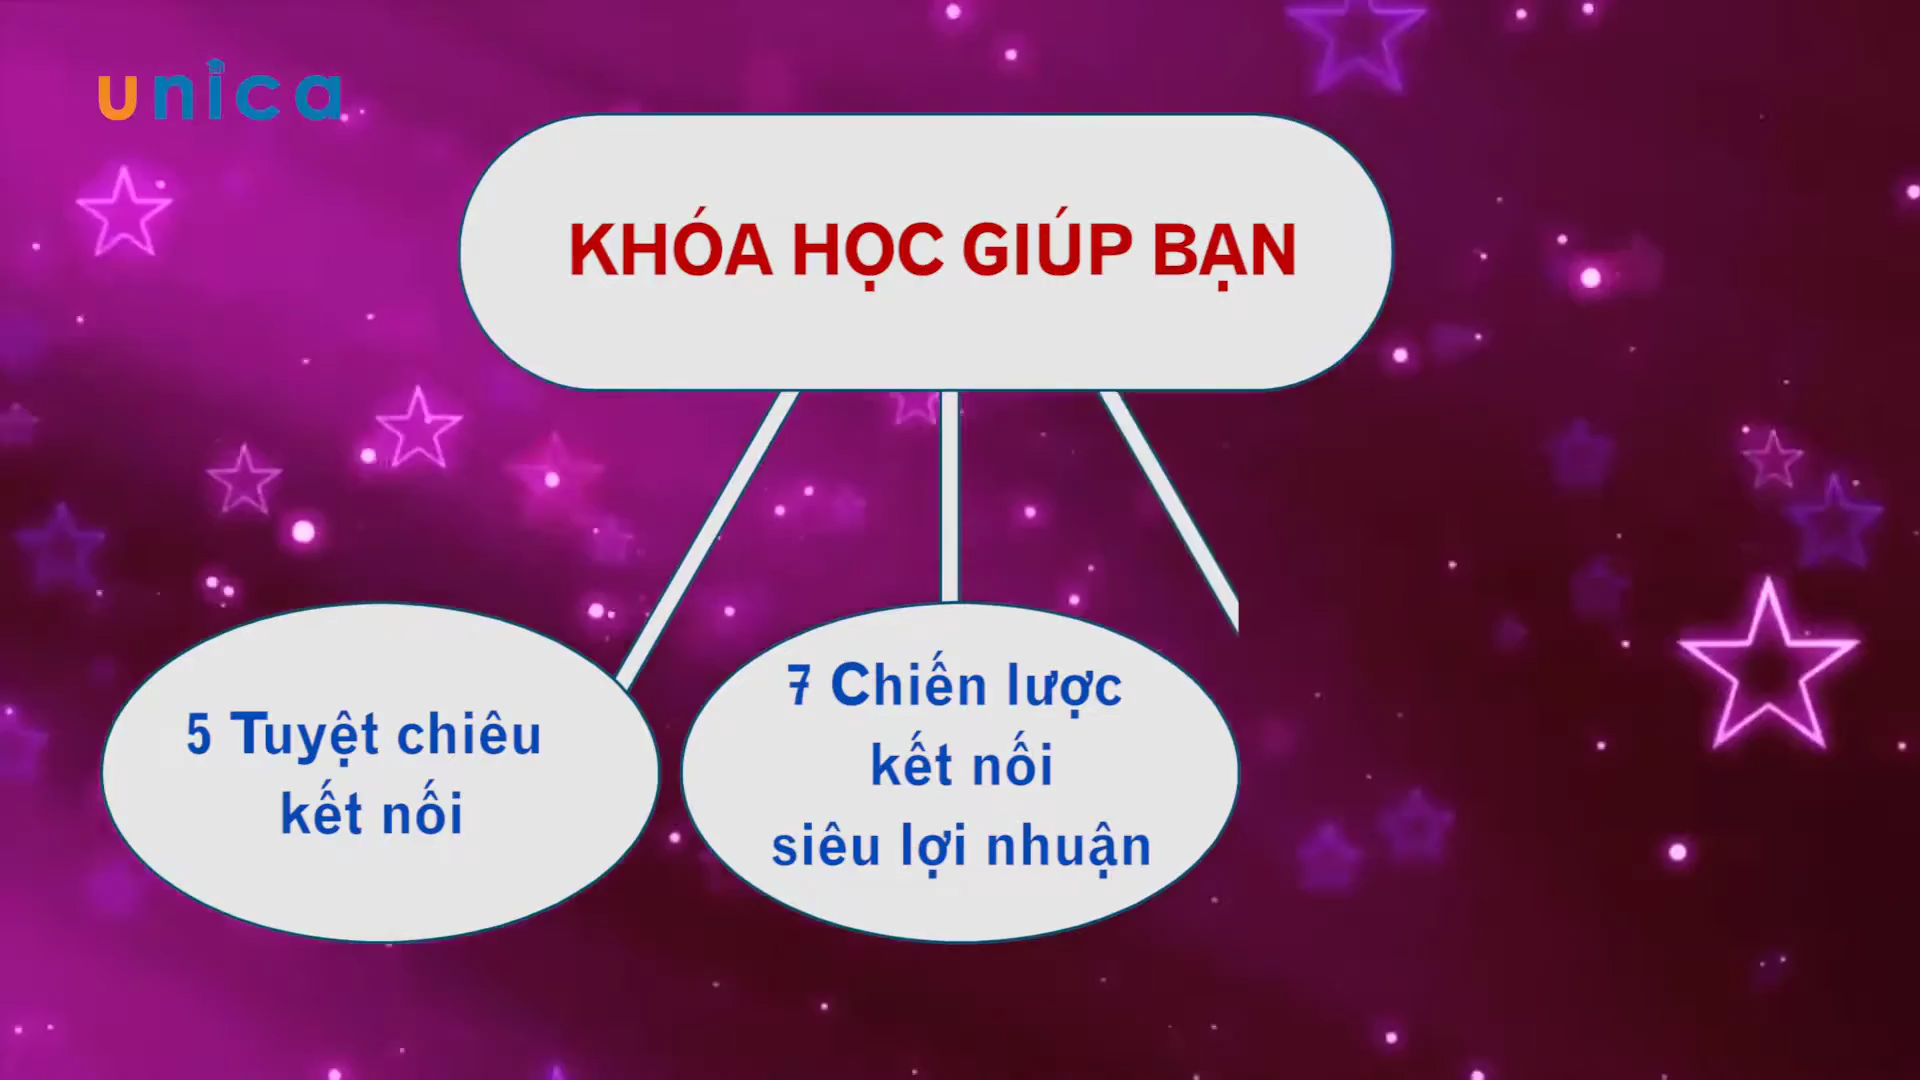 unica
KHÓA HỌC GIÚP BẠN
5 Tuyệt chiêu
kết nối
7 Chiến lược
kết nối
siêu lợi nhuận